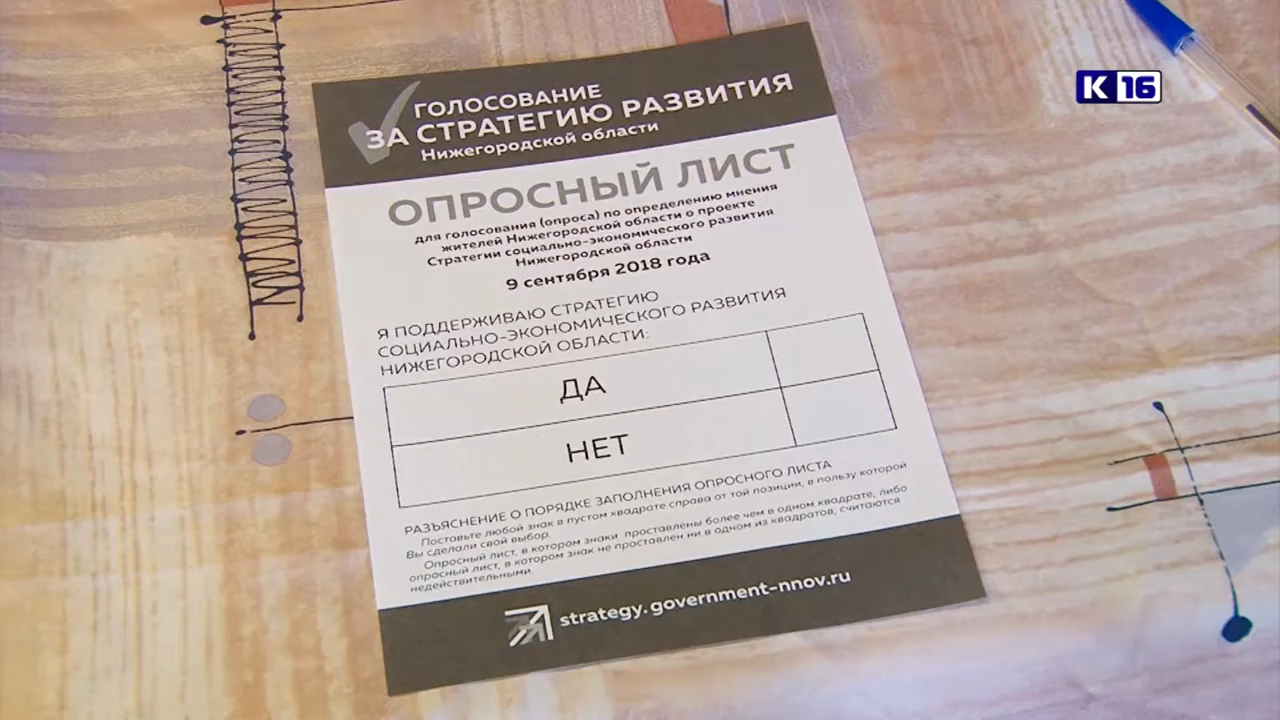 К 16
ГОЛОСОВАНИЕ
ЗА СТРАТЕГИЮ РАЗВИТИЯ
Нижегородской области
ОПРОСНЫЙ ЛИСТ
для голосования (опроса) по определению мнения
жителей Нижегородской области о проекте
Стратегии социально-экономического развития
Нижегородской области
9 сентября 2018 года
Я ПОДДЕРЖИВАЮ СТРАТЕГИЮ
СОЦИАЛЬНО-ЭКОНОМИЧЕСКОГО РАЗВИТИЯ
НИЖЕГОРОДСКОЙ ОБЛАСТИ:
ДА
НЕТ
РАЗЪЯСНЕНИЕ О ПОРЯДКЕ ЗАПОЛНЕНИЯ ОПРОСНОГО ЛИСТА
Поставьте любой знак в пустом квадрате справа от той позиции, в пользу которой
Вы сделали свой выбор.
Опросный лист, в котором знаки проставлены более чем в одном квадрате, либо
опросный лист, в котором знак не проставлен ни в одном из квадратов, считаются
недействительными.
strategy.government-nnov.ru